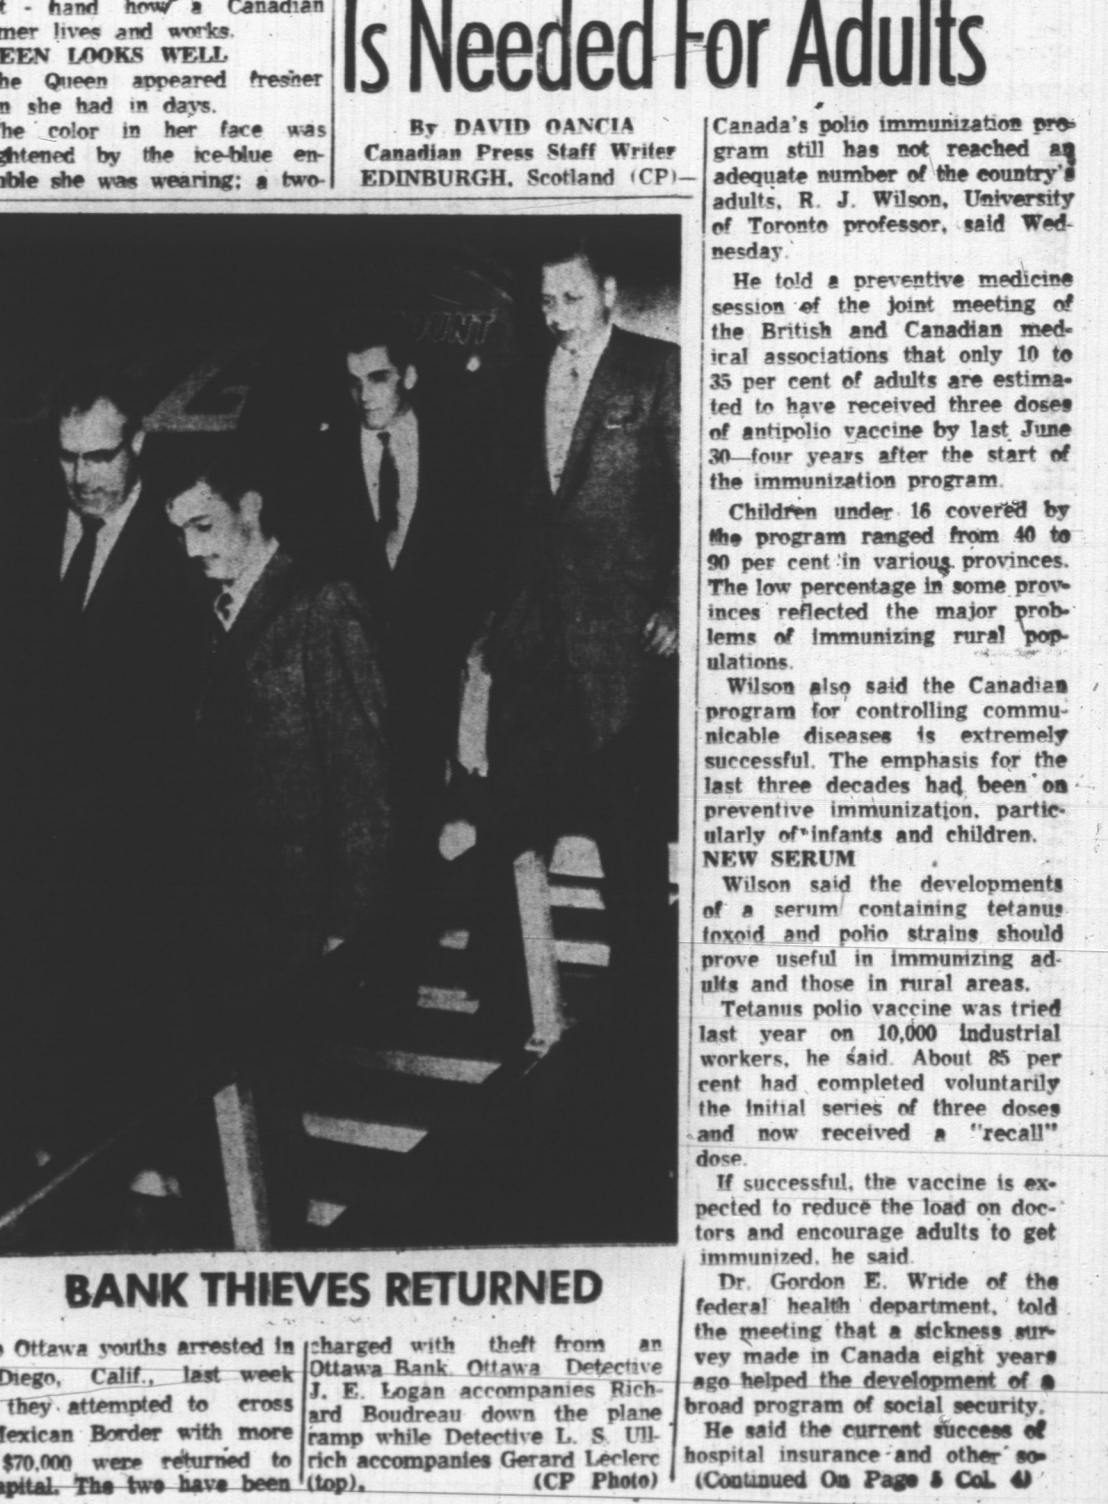 - hand how a Canadian
mer lives and works.
EEN LOOKS WELL
he Queen appeared fresher
n she had in days.
he color in her face was
ghtened by the ice-blue en-
mble she was wearing; a two-
Is Needed For Adults
By DAVID OANCIA
Canadian Press Staff Writer
EDINBURGH, Scotland (CP)—
Canada's polio immunization pro-
gram still has not reached an
adequate number of the country's
adults, R. J. Wilson, University
of Toronto professor, said Wed-
nesday.
He told a preventive medicine
session of the joint meeting of
the British and Canadian med-
ical associations that only 10 to
35 per cent of adults are estima-
ted to have received three doses
of antipolio vaccine by last June
30—four years after the start of
the immunization program.
Children under 16 covered by
the program ranged from 40 to
90 per cent in various provinces.
The low percentage in some prov-
inces reflected the major prob-
lems of immunizing rural pop-
ulations.
Wilson also said the Canadian
program for controlling commu-
nicable diseases is extremely
successful. The emphasis for the
last three decades had been on
preventive immunization, partic-
ularly of infants and children.
NEW SERUM
Wilson said the developments
of a serum containing tetanus
toxoid and polio strains should
prove useful in immunizing ad-
ults and those in rural areas.
Tetanus polio vaccine was tried
last year on 10,000 industrial
workers, he said. About 85 per
cent had completed voluntarily
the initial series of three doses
and now received a "recall"
dose.
If successful, the vaccine is ex-
pected to reduce the load on doc-
tors and encourage adults to get
immunized, he said.
Dr. Gordon E. Wride of the
federal health department, told
the meeting that a sickness sur-
vey made in Canada eight years
ago helped the development of a
broad program of social security.
He said the current success of
hospital insurance and other so-
(Continued On Page 5 Col. 4)
OUNT
BANK THIEVES RETURNED
o Ottawa youths arrested in
Diego, Calif., last week
they attempted to cross
Mexican Border with more
$70,000 were returned to
apital. The two have been
charged with theft from an
Ottawa Bank. Ottawa Detective
J. E. Logan accompanies Rich-
ard Boudreau down the plane
ramp while Detective L. S. Ull-
rich accompanies Gerard Leclerc
(top). (CP Photo)